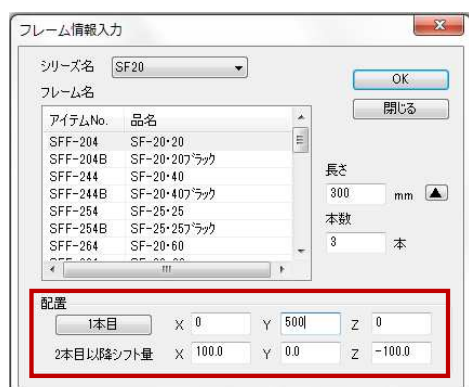 フレーム情報入力
シリーズ名 SF20
OK
フレーム名
閉じる
アイテムNo. 品名
SFF-204 SF-20・20
SFF-204B SF-20・20ブラック
SFF-244 SF-20・40
SFF-244B SF-20・40ブラック
SFF-254 SF-25・25
SFF-254B SF-25・25ブラック
SFF-264 SF-20・60
長さ
300 mm
本数
3 本
配置
1本目 X 0 Y 500 Z 0
2本目以降シフト量 X 100.0 Y 0.0 Z -100.0